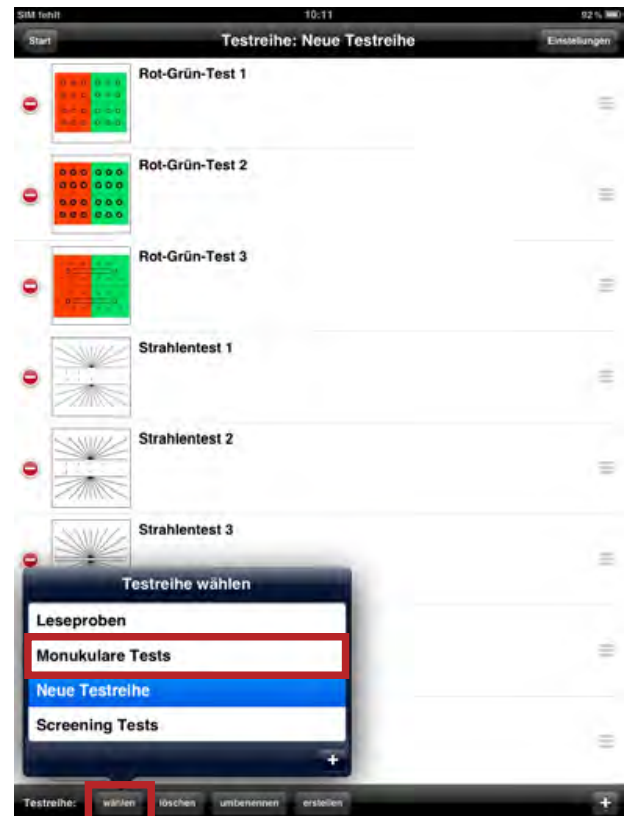 SIM fehlt 10:11 92 %
Start Testreihe: Neue Testreihe Einstellungen
Rot-Grün-Test 1
Rot-Grün-Test 2
Rot-Grün-Test 3
Strahlentest 1
Strahlentest 2
Strahlentest 3
Testreihe wählen
Leseproben
Monukulare Tests
Neue Testreihe
Screening Tests
+
Testreihe: wählen löschen umbenennen erstellen +